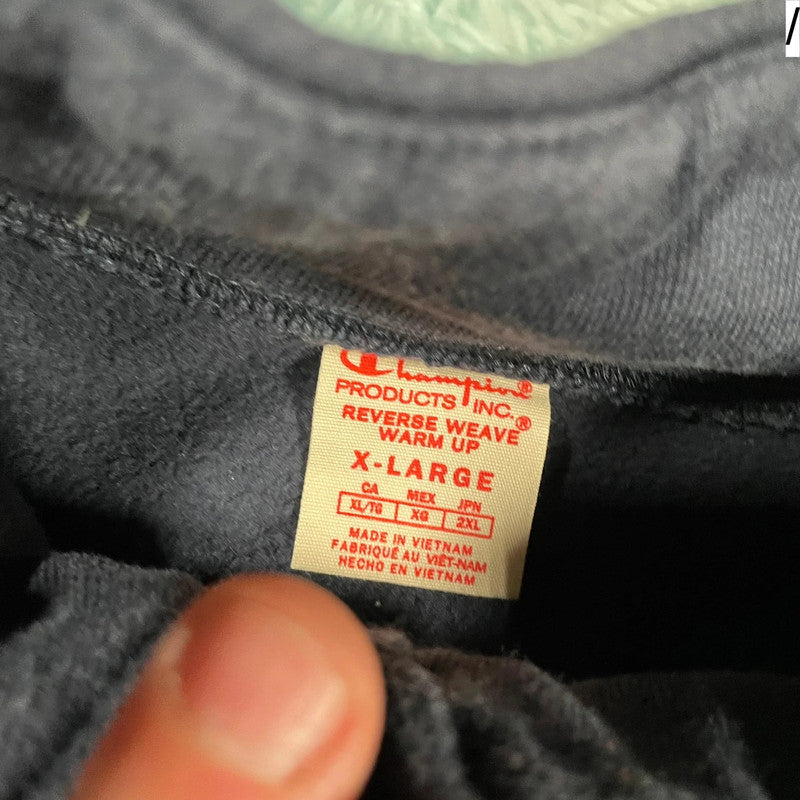 /
Champion®
PRODUCTS INC.®
REVERSE WEAVE
WARM UP
X-LARGE
CA MEX JPN
XL/TG XG 2XL
MADE IN VIETNAM
FABRIQUÉ AU VIÊT-NAM
HECHO EN VIETNAM